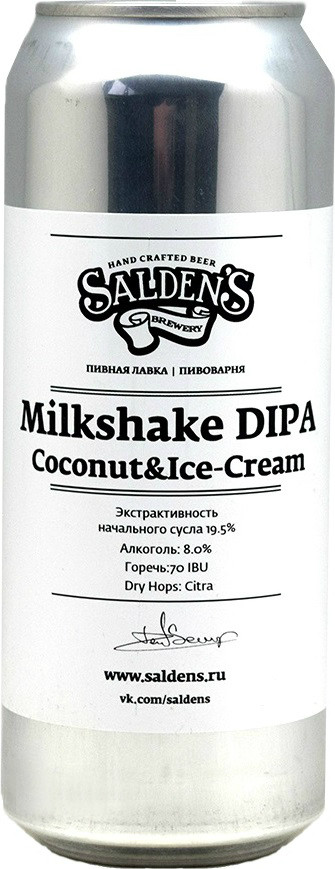 HAND CRAFTED BEER
SALDEN'S
BREWERY
ПИВНАЯ ЛАВКА | ПИВОВАРНЯ
Milkshake DIPA
Coconut&Ice-Cream
Экстрактивность
начального сусла 19.5%
Алкоголь: 8.0%
Горечь:70 IBU
Dry Hops: Citra
www.saldens.ru
vk.com/saldens